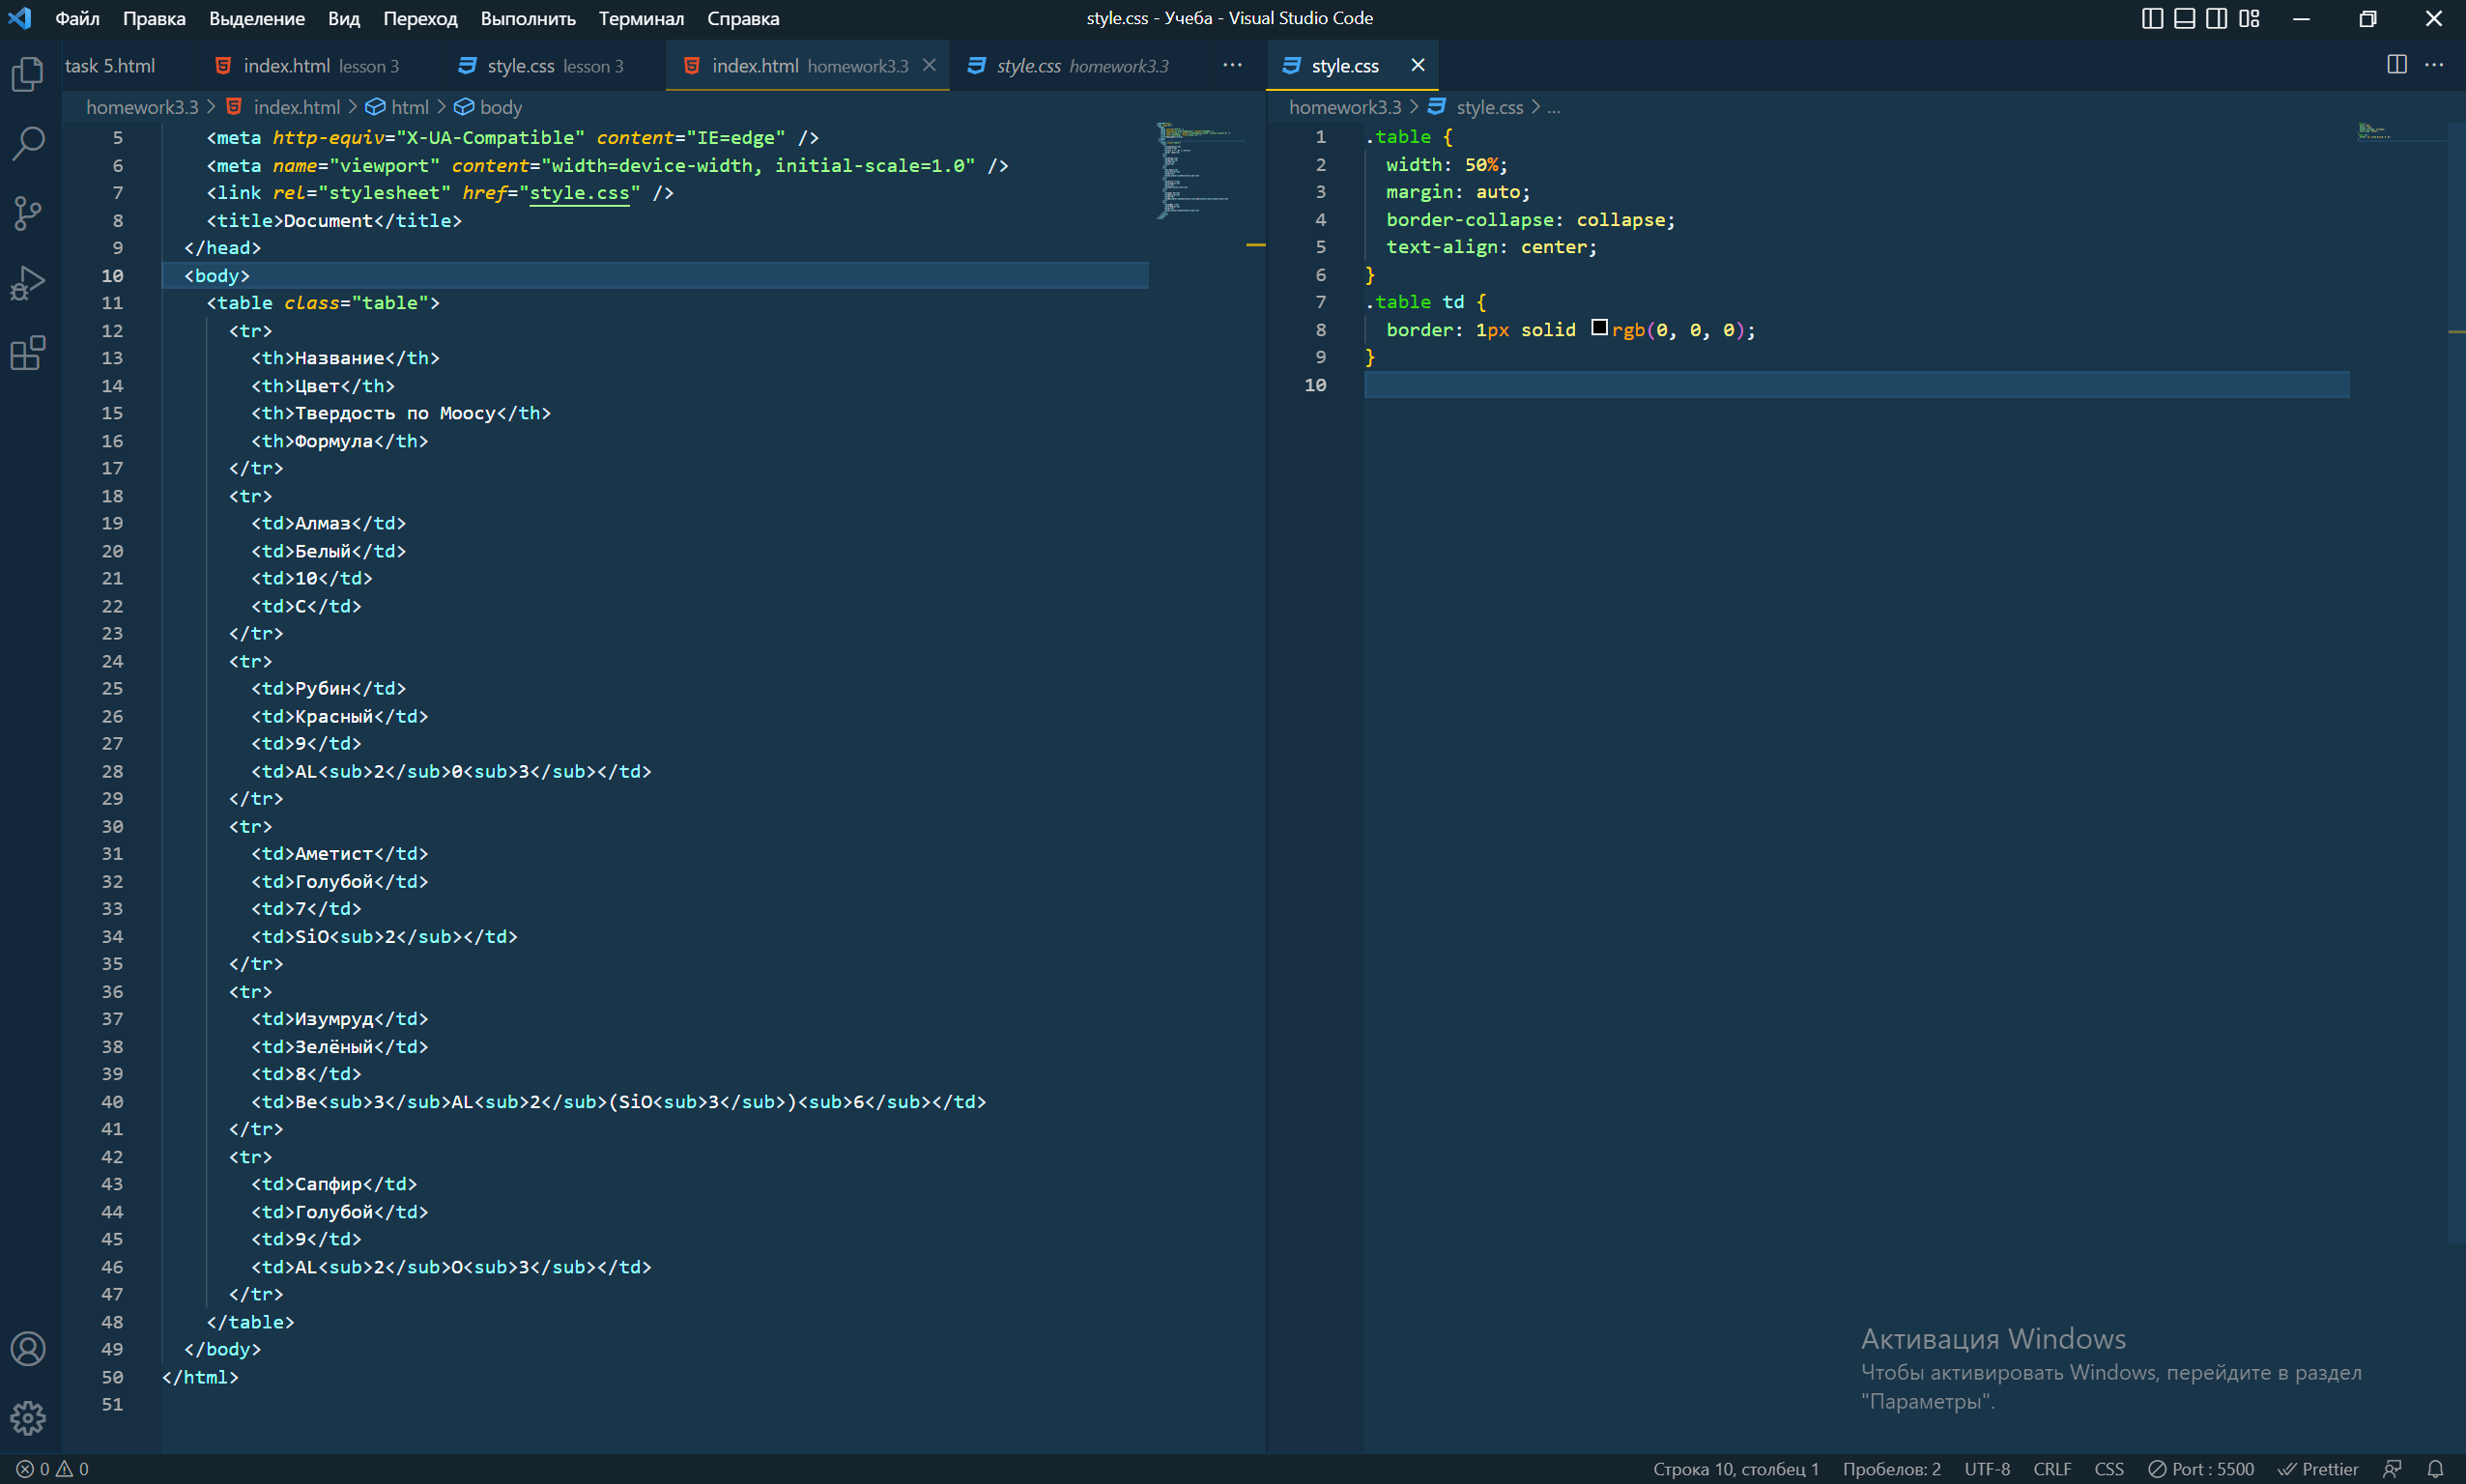 Файл Правка Выделение Вид Переход Выполнить Терминал Справка
style.css - Учеба - Visual Studio Code
task 5.html index.html lesson 3 style.css lesson 3 index.html homework3.3 style.css homework3.3 ...
style.css
homework3.3 > index.html > html > body
5 <meta http-equiv="X-UA-Compatible" content="IE=edge" />
6 <meta name="viewport" content="width=device-width, initial-scale=1.0" />
7 <link rel="stylesheet" href="style.css" />
8 <title>Document</title>
9 </head>
10 <body>
11 <table class="table">
12 <tr>
13 <th>Название</th>
14 <th>Цвет</th>
15 <th>Твердость по Моосу</th>
16 <th>Формула</th>
17 </tr>
18 <tr>
19 <td>Алмаз</td>
20 <td>Белый</td>
21 <td>10</td>
22 <td>C</td>
23 </tr>
24 <tr>
25 <td>Рубин</td>
26 <td>Красный</td>
27 <td>9</td>
28 <td>AL<sub>2</sub>0<sub>3</sub></td>
29 </tr>
30 <tr>
31 <td>Аметист</td>
32 <td>Голубой</td>
33 <td>7</td>
34 <td>SiO<sub>2</sub></td>
35 </tr>
36 <tr>
37 <td>Изумруд</td>
38 <td>Зелёный</td>
39 <td>8</td>
40 <td>Be<sub>3</sub>AL<sub>2</sub>(SiO<sub>3</sub>)<sub>6</sub></td>
41 </tr>
42 <tr>
43 <td>Сапфир</td>
44 <td>Голубой</td>
45 <td>9</td>
46 <td>AL<sub>2</sub>O<sub>3</sub></td>
47 </tr>
48 </table>
49 </body>
50 </html>
51
homework3.3 > style.css > ...
1 .table {
2 width: 50%;
3 margin: auto;
4 border-collapse: collapse;
5 text-align: center;
6 }
7 .table td {
8 border: 1px solid rgb(0, 0, 0);
9 }
10
Активация Windows
Чтобы активировать Windows, перейдите в раздел
"Параметры".
0 0 Строка 10, столбец 1 Пробелов: 2 UTF-8 CRLF CSS Port : 5500 Prettier